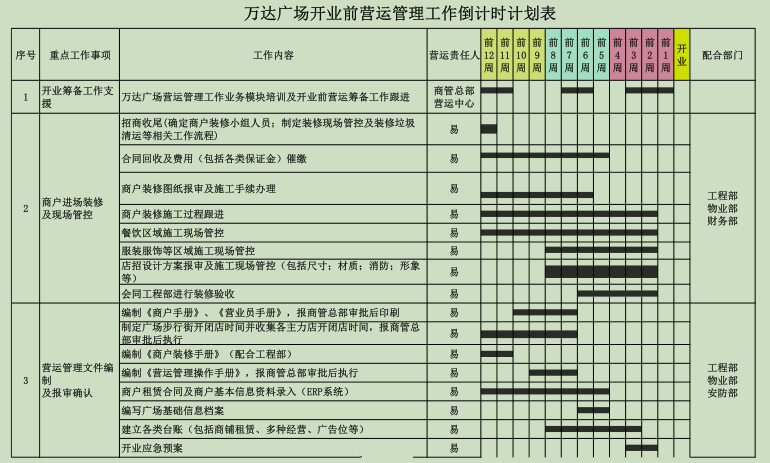 万达广场开业前营运管理工作倒计时计划表
序号 重点工作事项 工作内容 营运责任人 前12周 前11周 前10周 前9周 前8周 前7周 前6周 前5周 前4周 前3周 前2周 前1周 开业 配合部门
1 开业筹备工作支援 万达广场营运管理工作业务模块培训及开业前营运筹备工作跟进 商管总部营运中心
2 商户进场装修及现场管控
招商收尾(确定商户装修小组人员；制定装修现场管控及装修垃圾
清运等相关工作流程) 易
合同回收及费用（包括各类保证金）催缴 易
商户装修图纸报审及施工手续办理 易
商户装修施工过程跟进 易
餐饮区域施工现场管控 易
服装服饰等区域施工现场管控 易
店招设计方案报审及施工现场管控（包括尺寸；材质；消防；形象
等） 易
会同工程部进行装修验收 易
工程部
物业部
财务部
3 营运管理文件编制及报审确认
编制《商户手册》、《营业员手册》，报商管总部审批后印刷 易
制定广场步行街开闭店时间并收集各主力店开闭店时间，报商管总
部审批后执行 易
编制《商户装修手册》（配合工程部） 易
编制《营运管理操作手册》，报商管总部审批后执行 易
商户租赁合同及商户基本信息资料录入（ERP系统） 易
编写广场基础信息档案 易
建立各类台账（包括商铺租赁、多种经营、广告位等） 易
开业应急预案 易
工程部
物业部
安防部